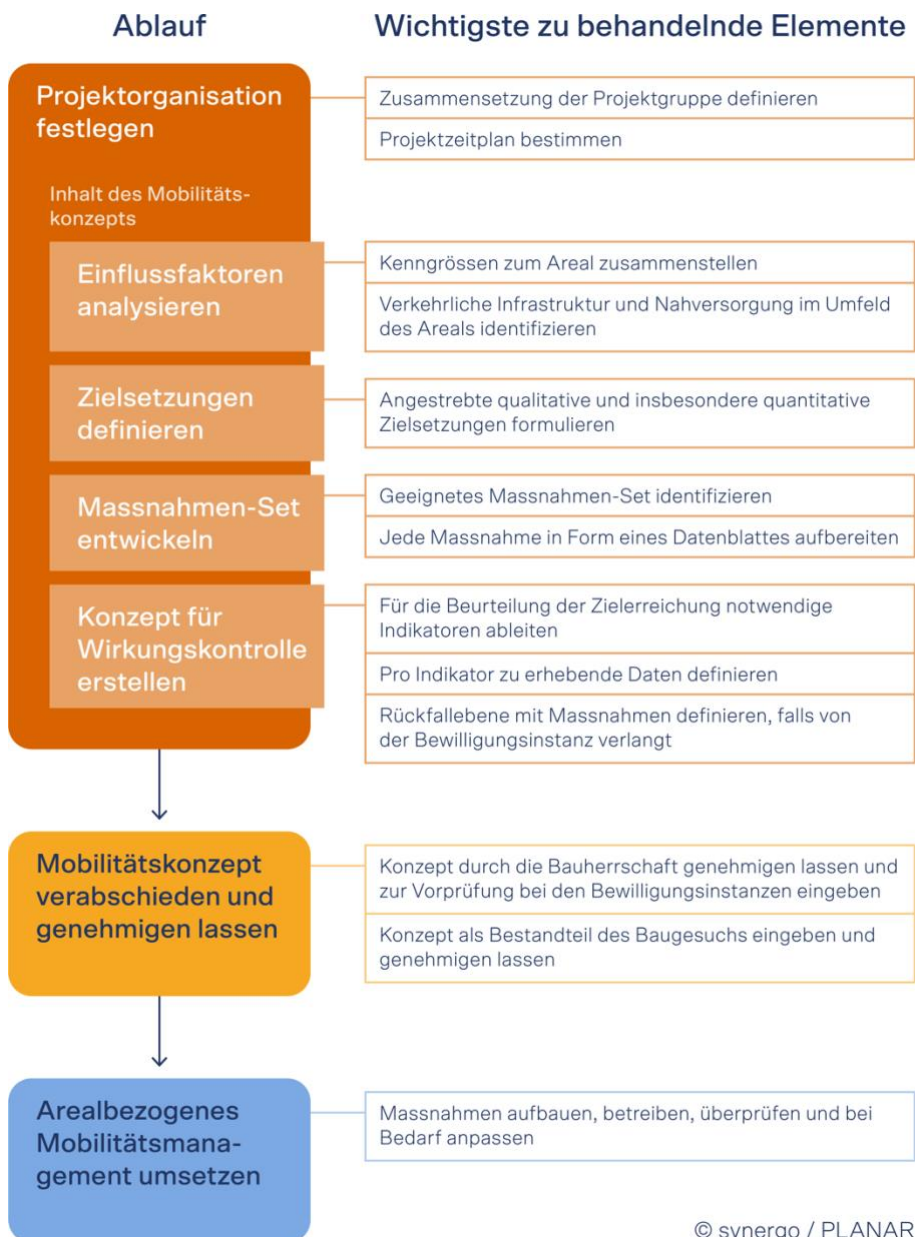 Ablauf
Wichtigste zu behandelnde Elemente
Projektorganisation
festlegen
Zusammensetzung der Projektgruppe definieren
Projektzeitplan bestimmen
Inhalt des Mobilitäts-
konzepts
Einflussfaktoren
analysieren
Kenngrössen zum Areal zusammenstellen
Verkehrliche Infrastruktur und Nahversorgung im Umfeld
des Areals identifizieren
Zielsetzungen
definieren
Angestrebte qualitative und insbesondere quantitative
Zielsetzungen formulieren
Massnahmen-Set
entwickeln
Geeignetes Massnahmen-Set identifizieren
Jede Massnahme in Form eines Datenblattes aufbereiten
Konzept für
Wirkungskontrolle
erstellen
Für die Beurteilung der Zielerreichung notwendige
Indikatoren ableiten
Pro Indikator zu erhebende Daten definieren
Rückfallebene mit Massnahmen definieren, falls von
der Bewilligungsinstanz verlangt
Mobilitätskonzept
verabschieden und
genehmigen lassen
Konzept durch die Bauherrschaft genehmigen lassen und
zur Vorprüfung bei den Bewilligungsinstanzen eingeben
Konzept als Bestandteil des Baugesuchs eingeben und
genehmigen lassen
Arealbezogenes
Mobilitätsmana-
gement umsetzen
Massnahmen aufbauen, betreiben, überprüfen und bei
Bedarf anpassen
© synergo / PLANAR